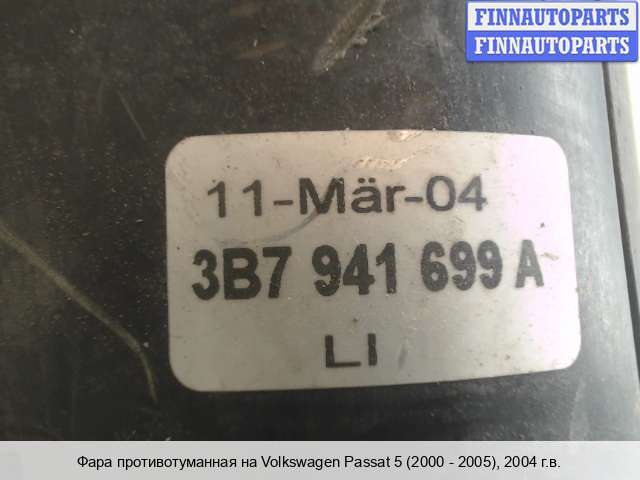 FINNAUTOPARTS
FINNAUTOPARTS
11-Mär-04
3B7 941 699 A
LI
Фара противотуманная на Volkswagen Passat 5 (2000 - 2005), 2004 г.в.